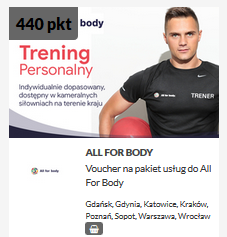 440 pkt body
Trening
Personalny
Indywidualnie dopasowany,
dostępny w kameralnych
siłowniach na terenie kraju
TRENER
All for body
ALL FOR BODY
Voucher na pakiet usług do All
For Body
Gdańsk, Gdynia, Katowice, Kraków,
Poznań, Sopot, Warszawa, Wrocław